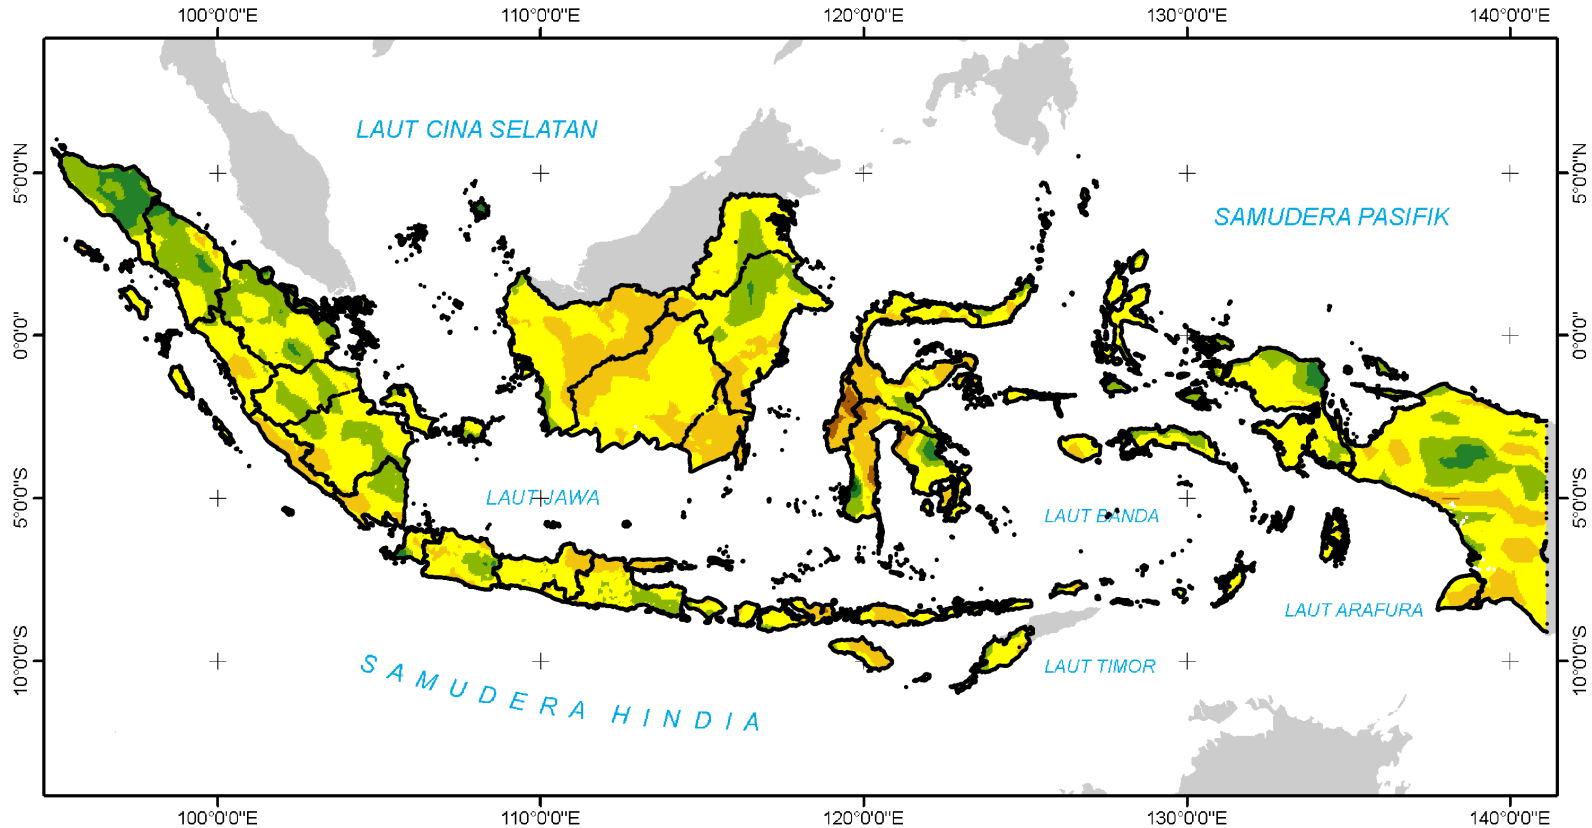 100°0'0"E 110°0'0"E 120°0'0"E 130°0'0"E 140°0'0"E
LAUT CINA SELATAN
5°0'0"N 5°0'0"N
SAMUDERA PASIFIK
0°0'0" 0°0'0"
5°0'0"S LAUT JAWA 5°0'0"S
LAUT BANDA
LAUT ARAFURA
10°0'0"S LAUT TIMOR 10°0'0"S
SAMUDERA HINDIA
100°0'0"E 110°0'0"E 120°0'0"E 130°0'0"E 140°0'0"E